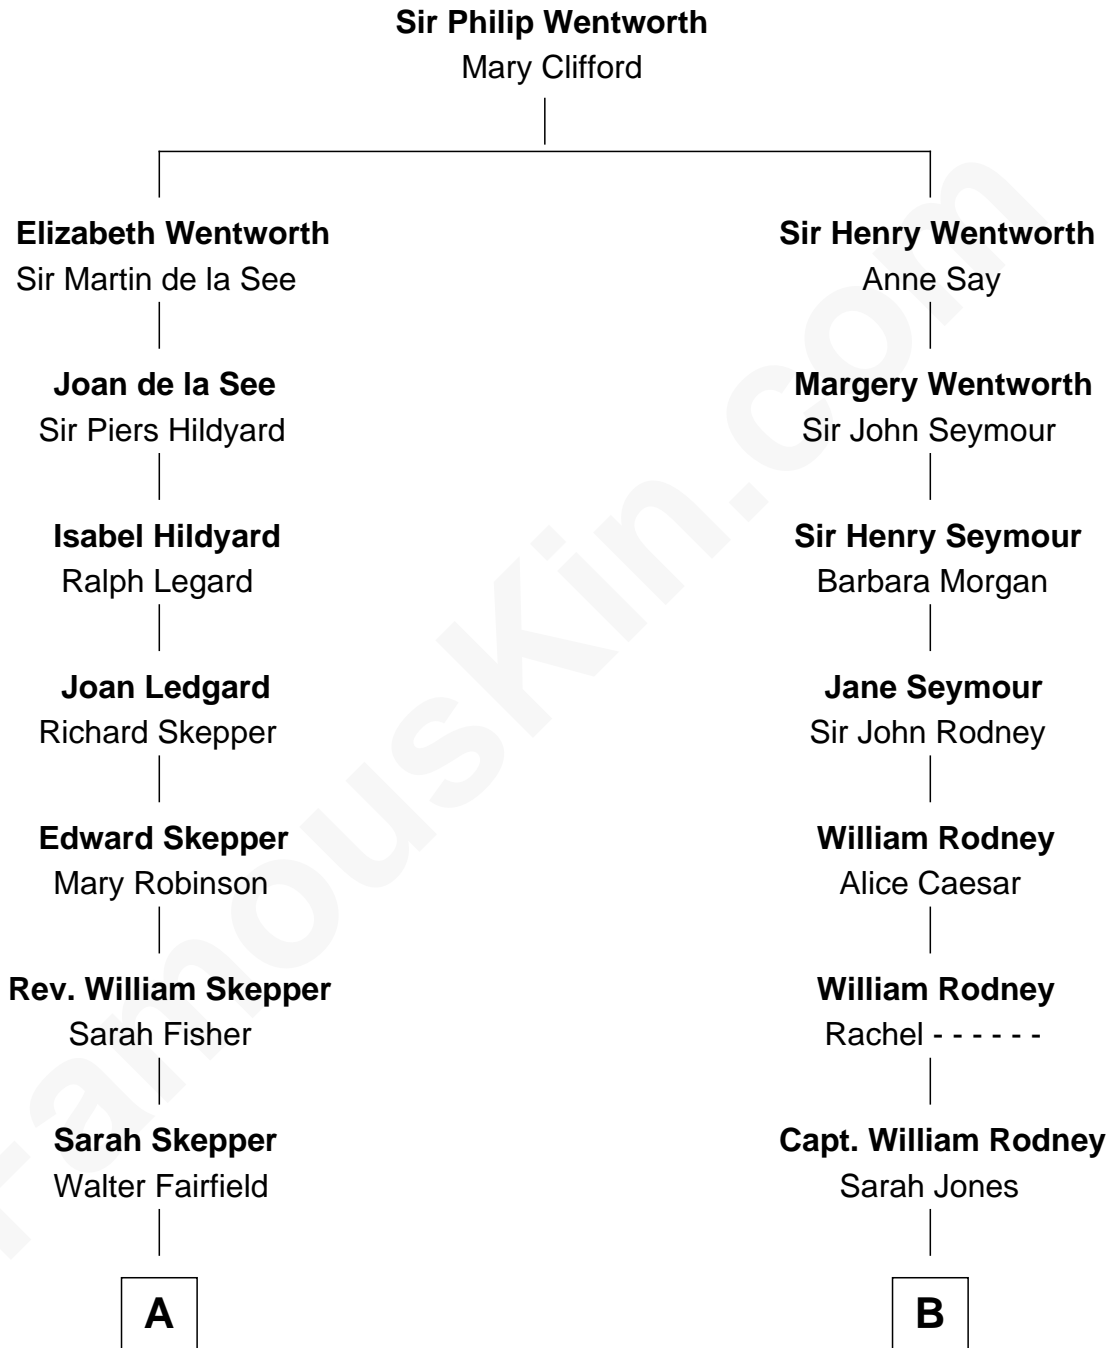 Sir Philip Wentworth
Mary Clifford
Elizabeth Wentworth
Sir Martin de la See
Sir Henry Wentworth
Anne Say
Joan de la See
Sir Piers Hildyard
Margery Wentworth
Sir John Seymour
Isabel Hildyard
Ralph Legard
Sir Henry Seymour
Barbara Morgan
Joan Ledgard
Richard Skepper
Jane Seymour
Sir John Rodney
Edward Skepper
Mary Robinson
William Rodney
Alice Caesar
Rev. William Skepper
Sarah Fisher
William Rodney
Rachel - - - - - -
Sarah Skepper
Walter Fairfield
Capt. William Rodney
Sarah Jones
A
B
FamousKin.com